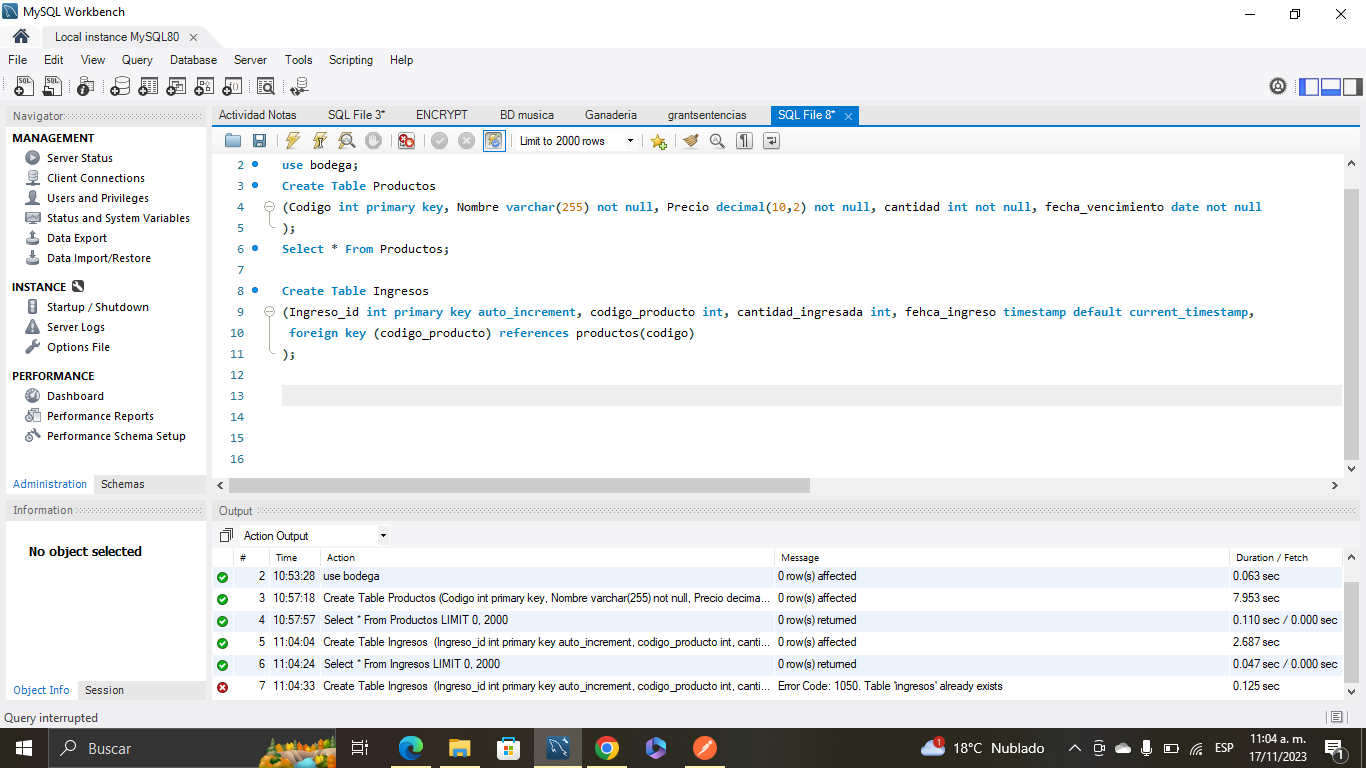 MySQL Workbench
Local instance MySQL80
File Edit View Query Database Server Tools Scripting Help
Navigator
MANAGEMENT
Server Status
Client Connections
Users and Privileges
Status and System Variables
Data Export
Data Import/Restore
INSTANCE
Startup / Shutdown
Server Logs
Options File
PERFORMANCE
Dashboard
Performance Reports
Performance Schema Setup
Administration Schemas
Information
No object selected
Object Info Session
Query interrupted
Actividad Notas SQL File 3* ENCRYPT BD musica Ganaderia grantsentencias SQL File 8*
Limit to 2000 rows
2 use bodega;
3 Create Table Productos
4 (Codigo int primary key, Nombre varchar(255) not null, Precio decimal(10,2) not null, cantidad int not null, fecha_vencimiento date not null
5 );
6 Select * From Productos;
7
8 Create Table Ingresos
9 (Ingreso_id int primary key auto_increment, codigo_producto int, cantidad_ingresada int, fehca_ingreso timestamp default current_timestamp,
10 foreign key (codigo_producto) references productos(codigo)
11 );
12
13
14
15
16
Output
Action Output
# Time Action Message Duration / Fetch
2 10:53:28 use bodega 0 row(s) affected 0.063 sec
3 10:57:18 Create Table Productos (Codigo int primary key, Nombre varchar(255) not null, Precio decima... 0 row(s) affected 7.953 sec
4 10:57:57 Select * From Productos LIMIT 0, 2000 0 row(s) returned 0.110 sec / 0.000 sec
5 11:04:04 Create Table Ingresos (Ingreso_id int primary key auto_increment, codigo_producto int, canti... 0 row(s) affected 2.687 sec
6 11:04:24 Select * From Ingresos LIMIT 0, 2000 0 row(s) returned 0.047 sec / 0.000 sec
7 11:04:33 Create Table Ingresos (Ingreso_id int primary key auto_increment, codigo_producto int, canti... Error Code: 1050. Table 'ingresos' already exists 0.125 sec
Buscar
1
18°C Nublado
ESP
11:04 a. m.
17/11/2023
1